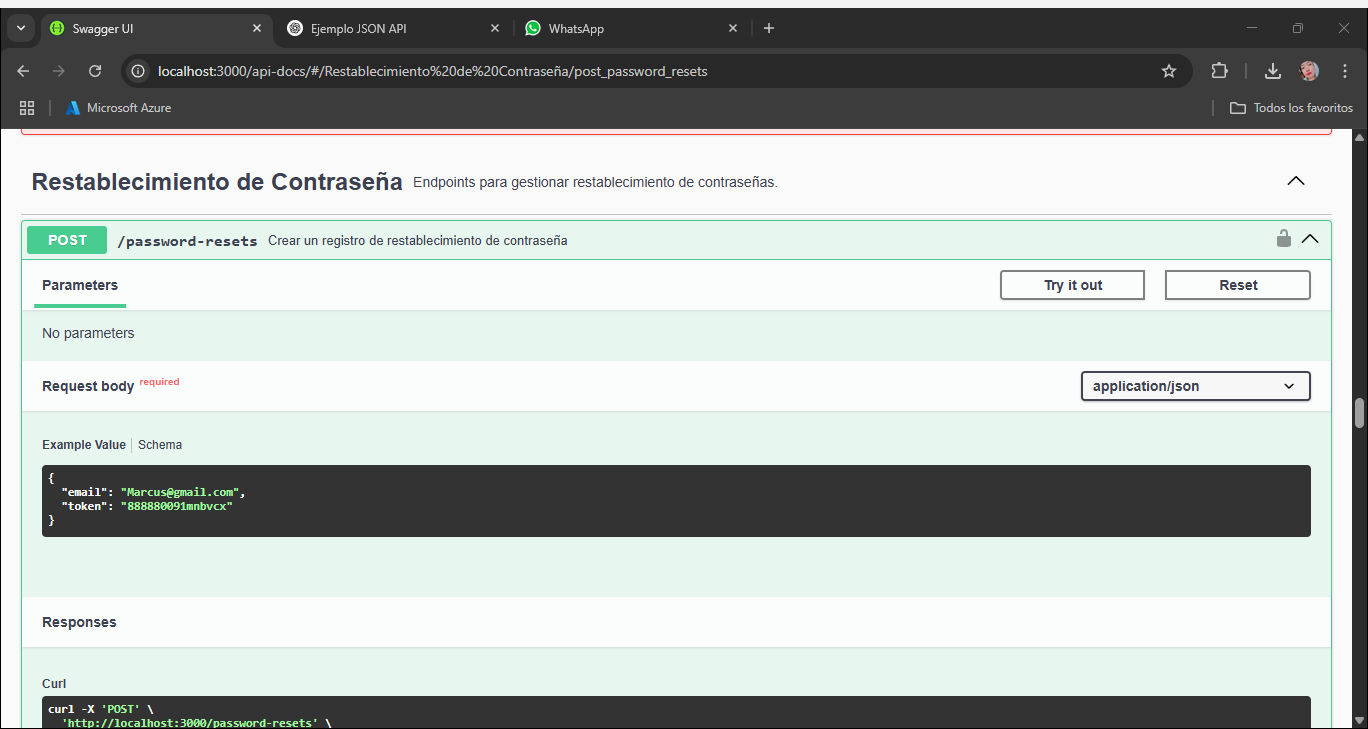 Swagger UI
Ejemplo JSON API
WhatsApp
localhost:3000/api-docs/#/Restablecimiento%20de%20Contraseña/post_password_resets
Microsoft Azure
Todos los favoritos
Restablecimiento de Contraseña Endpoints para gestionar restablecimiento de contraseñas.
POST /password-resets Crear un registro de restablecimiento de contraseña
Parameters
Try it out
Reset
No parameters
Request body required
application/json
Example Value Schema
{
"email": "Marcus@gmail.com",
"token": "888880091mnbvcx"
}
Responses
Curl
curl -X 'POST' \
'http://localhost:3000/password-resets' \